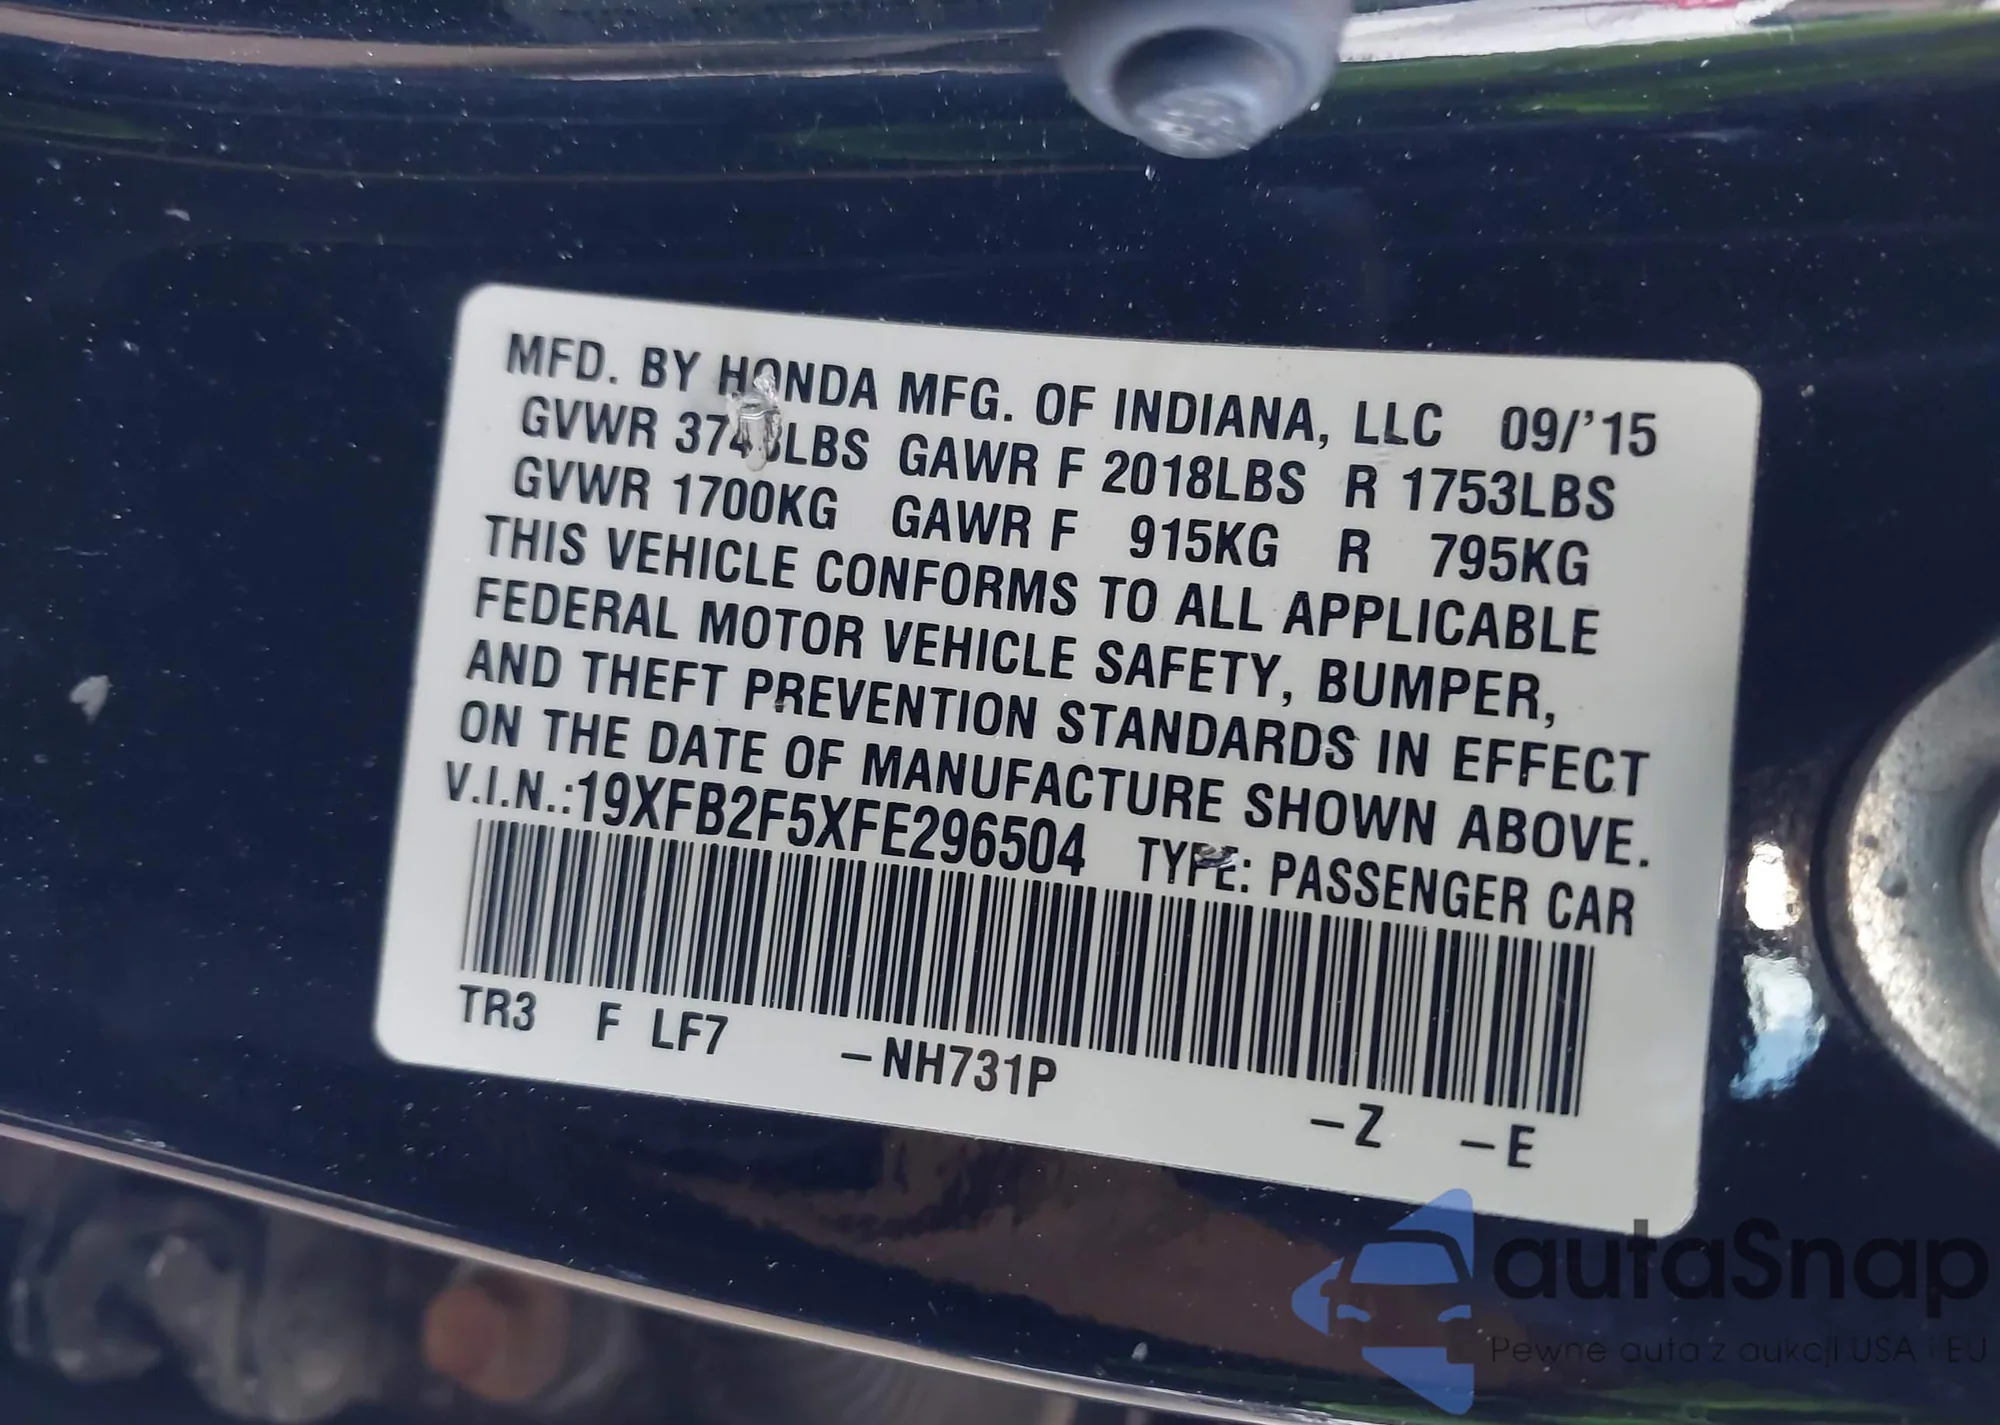 MFD. BY HONDA MFG. OF INDIANA, LLC 09/'15
GVWR 3748LBS GAWR F 2018LBS R 1753LBS
GVWR 1700KG GAWR F 915KG R 795KG
THIS VEHICLE CONFORMS TO ALL APPLICABLE
FEDERAL MOTOR VEHICLE SAFETY, BUMPER,
AND THEFT PREVENTION STANDARDS IN EFFECT
ON THE DATE OF MANUFACTURE SHOWN ABOVE.
V.I.N.:19XFB2F5XFE296504 TYPE: PASSENGER CAR
TR3 F LF7 –NH731P –Z –E
autaSnap
Pewne auta z aukcji USA i EU